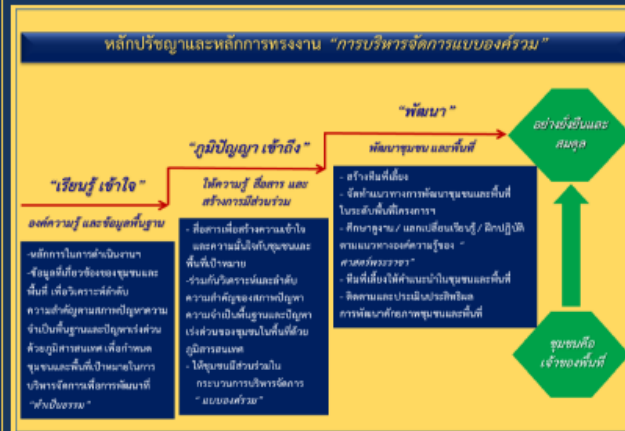 หลักปรัชญาและหลักการทรงงาน “การบริหารจัดการแบบองค์รวม”
“เรียนรู้ เข้าใจ”
องค์ความรู้ และข้อมูลพื้นฐาน
-หลักการในการดำเนินงานฯ
-ข้อมูลที่เกี่ยวข้องของชุมชนและ
พื้นที่ เพื่อวิเคราะห์ลำดับ
ความสำคัญตามสภาพปัญหาความ
จำเป็นพื้นฐานและปัญหาเร่งด่วน
ด้วยภูมิสารสนเทศ เพื่อกำหนด
ชุมชนและพื้นที่เป้าหมายในการ
บริหารจัดการเพื่อการพัฒนาที่
“ดำเป็นธรรม”
“ภูมิปัญญา เข้าถึง”
ให้ความรู้ สื่อสาร และ
สร้างการมีส่วนร่วม
- สื่อสารเพื่อสร้างความเข้าใจ
และความมั่นใจกับชุมชนและ
พื้นที่เป้าหมาย
-ร่วมกันวิเคราะห์และลำดับ
ความสำคัญของสภาพปัญหา
ความจำเป็นพื้นฐานและปัญหา
เร่งด่วนของชุมชนในพื้นที่ด้วย
ภูมิสารสนเทศ
- ให้ชุมชนมีส่วนร่วมใน
กระบวนการบริหารจัดการ
“ แบบองค์รวม”
“พัฒนา”
พัฒนาชุมชน และพื้นที่
- สร้างทีมพี่เลี้ยง
- จัดทำแนวทางการพัฒนาชุมชนและพื้นที่
ในระดับพื้นที่โครงการฯ
- ศึกษาดูงาน / แลกเปลี่ยนเรียนรู้ / ฝึกปฏิบัติ
ตามแนวทางองค์ความรู้ของ “
ศาสตร์พระราชา”
- ทีมพี่เลี้ยงให้คำแนะนำในชุมชนและพื้นที่
- ติดตามและประเมินประสิทธิผล
การพัฒนาศักยภาพชุมชนและพื้นที่
อย่างยั่งยืนและ
สมดุล
ชุมชนคือ
เจ้าของพื้นที่